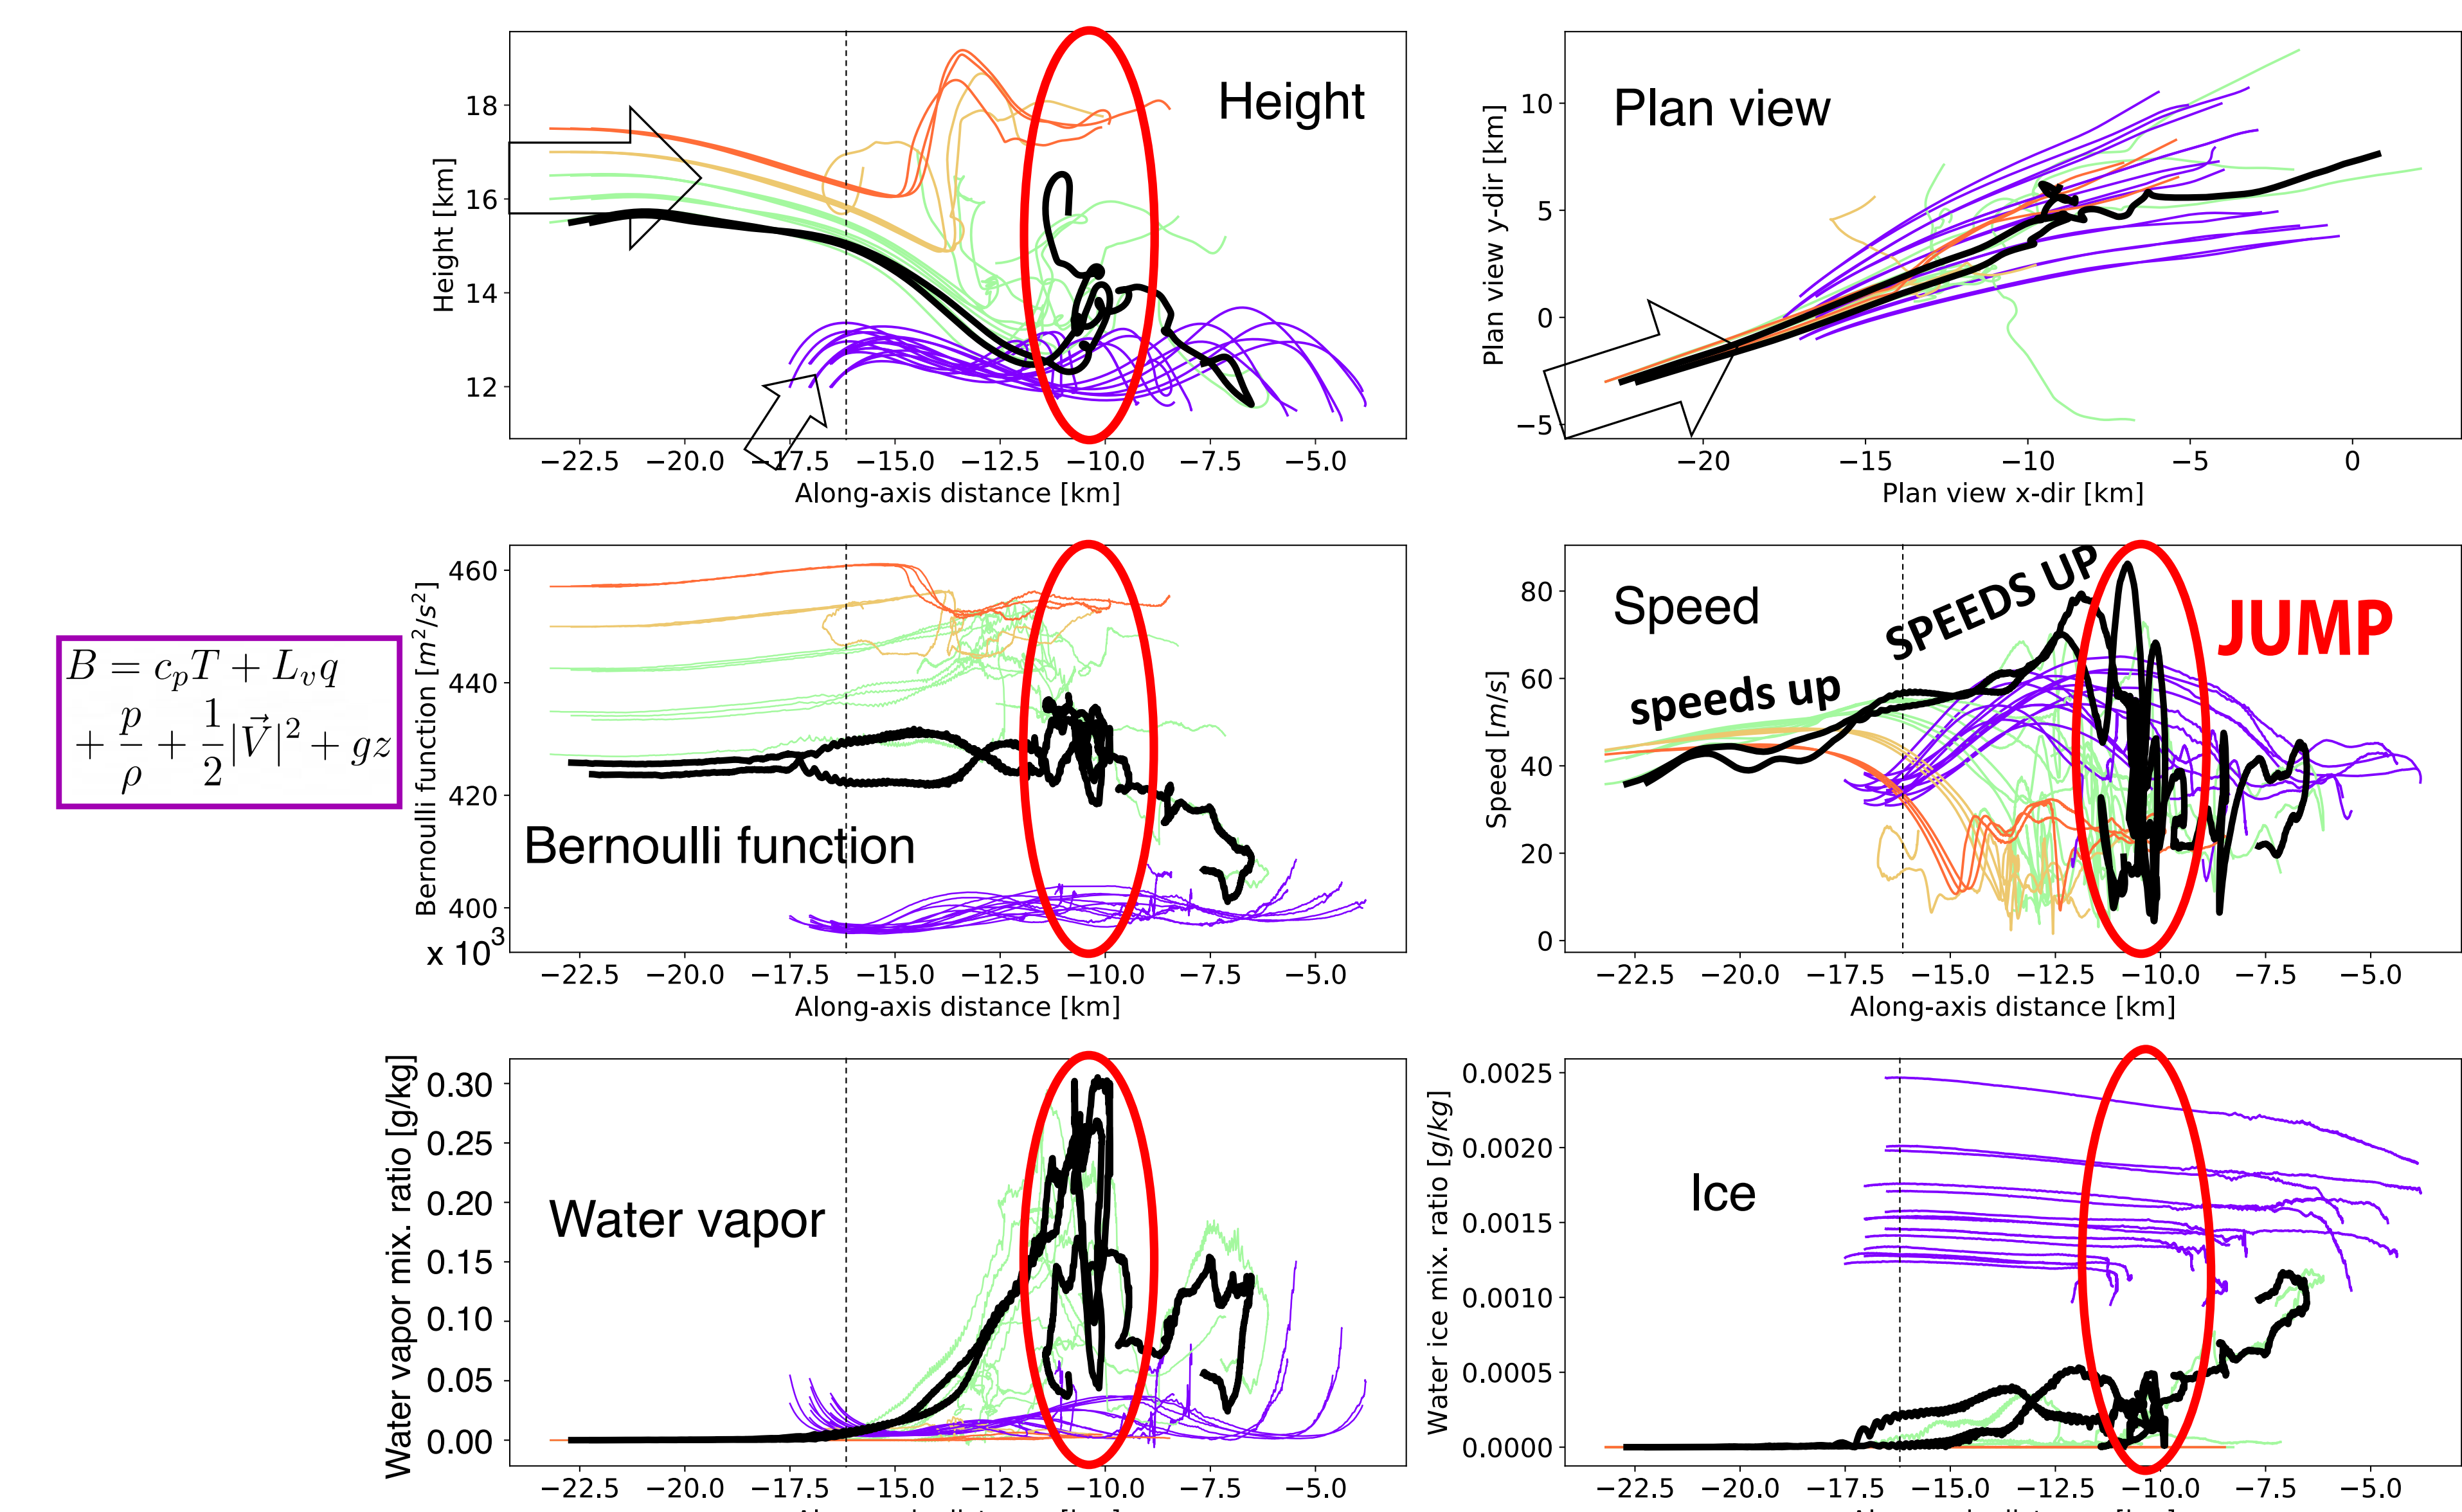 Height
Height [km]
18
16
14
12
−22.5 −20.0 −17.5 −15.0 −12.5 −10.0 −7.5 −5.0
Along-axis distance [km]
Plan view
Plan view y-dir [km]
10
5
0
−5
−20 −15 −10 −5 0
Plan view x-dir [km]
B = c_pT + L_vq
+ p/ρ + 1/2|V⃗|² + gz
Bernoulli function
Bernoulli function [m²/s²]
460
440
420
400
x 10³
−22.5 −20.0 −17.5 −15.0 −12.5 −10.0 −7.5 −5.0
Along-axis distance [km]
Speed
speeds up
SPEEDS UP
JUMP
Speed [m/s]
80
60
40
20
0
−22.5 −20.0 −17.5 −15.0 −12.5 −10.0 −7.5 −5.0
Along-axis distance [km]
Water vapor
Water vapor mix. ratio [g/kg]
0.30
0.25
0.20
0.15
0.10
0.05
0.00
−22.5 −20.0 −17.5 −15.0 −12.5 −10.0 −7.5 −5.0
Ice
Water ice mix. ratio [g/kg]
0.0025
0.0020
0.0015
0.0010
0.0005
0.0000
−22.5 −20.0 −17.5 −15.0 −12.5 −10.0 −7.5 −5.0